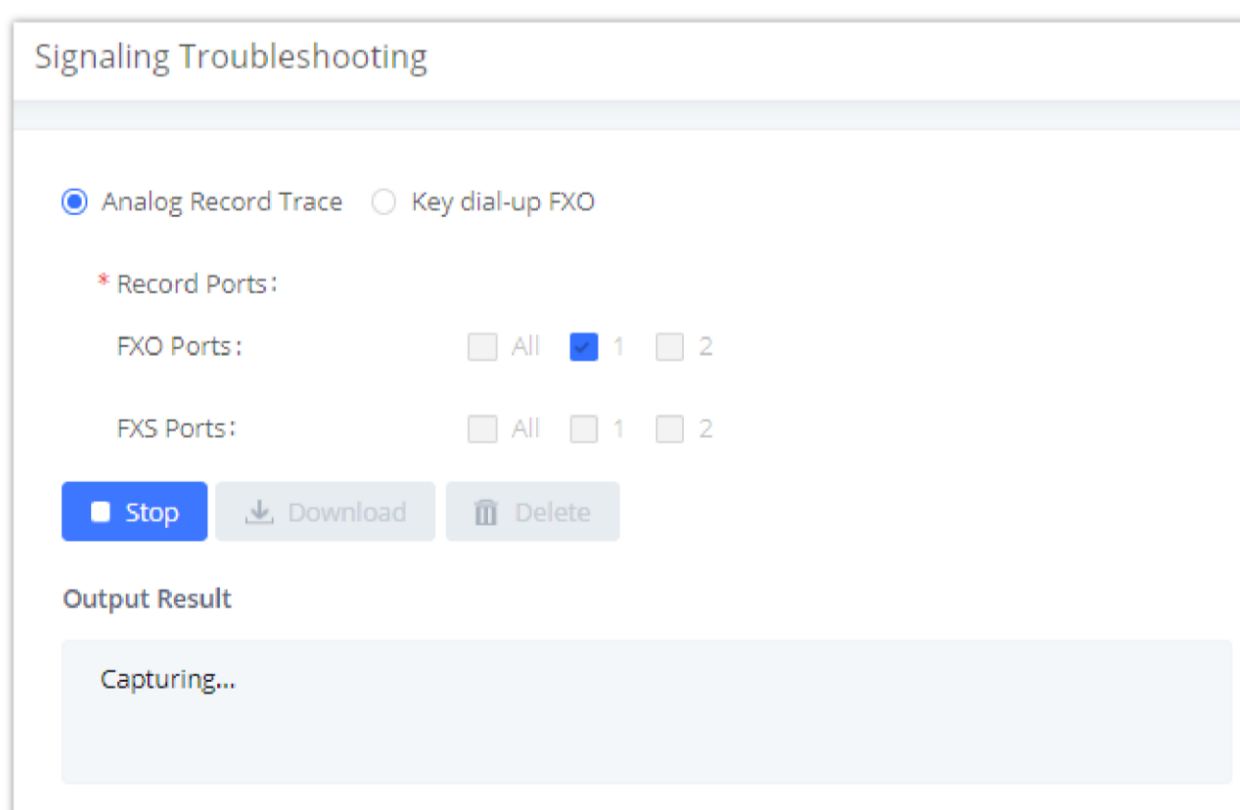 Signaling Troubleshooting
Analog Record Trace Key dial-up FXO
* Record Ports:
FXO Ports: All 1 2
FXS Ports: All 1 2
Stop Download Delete
Output Result
Capturing...